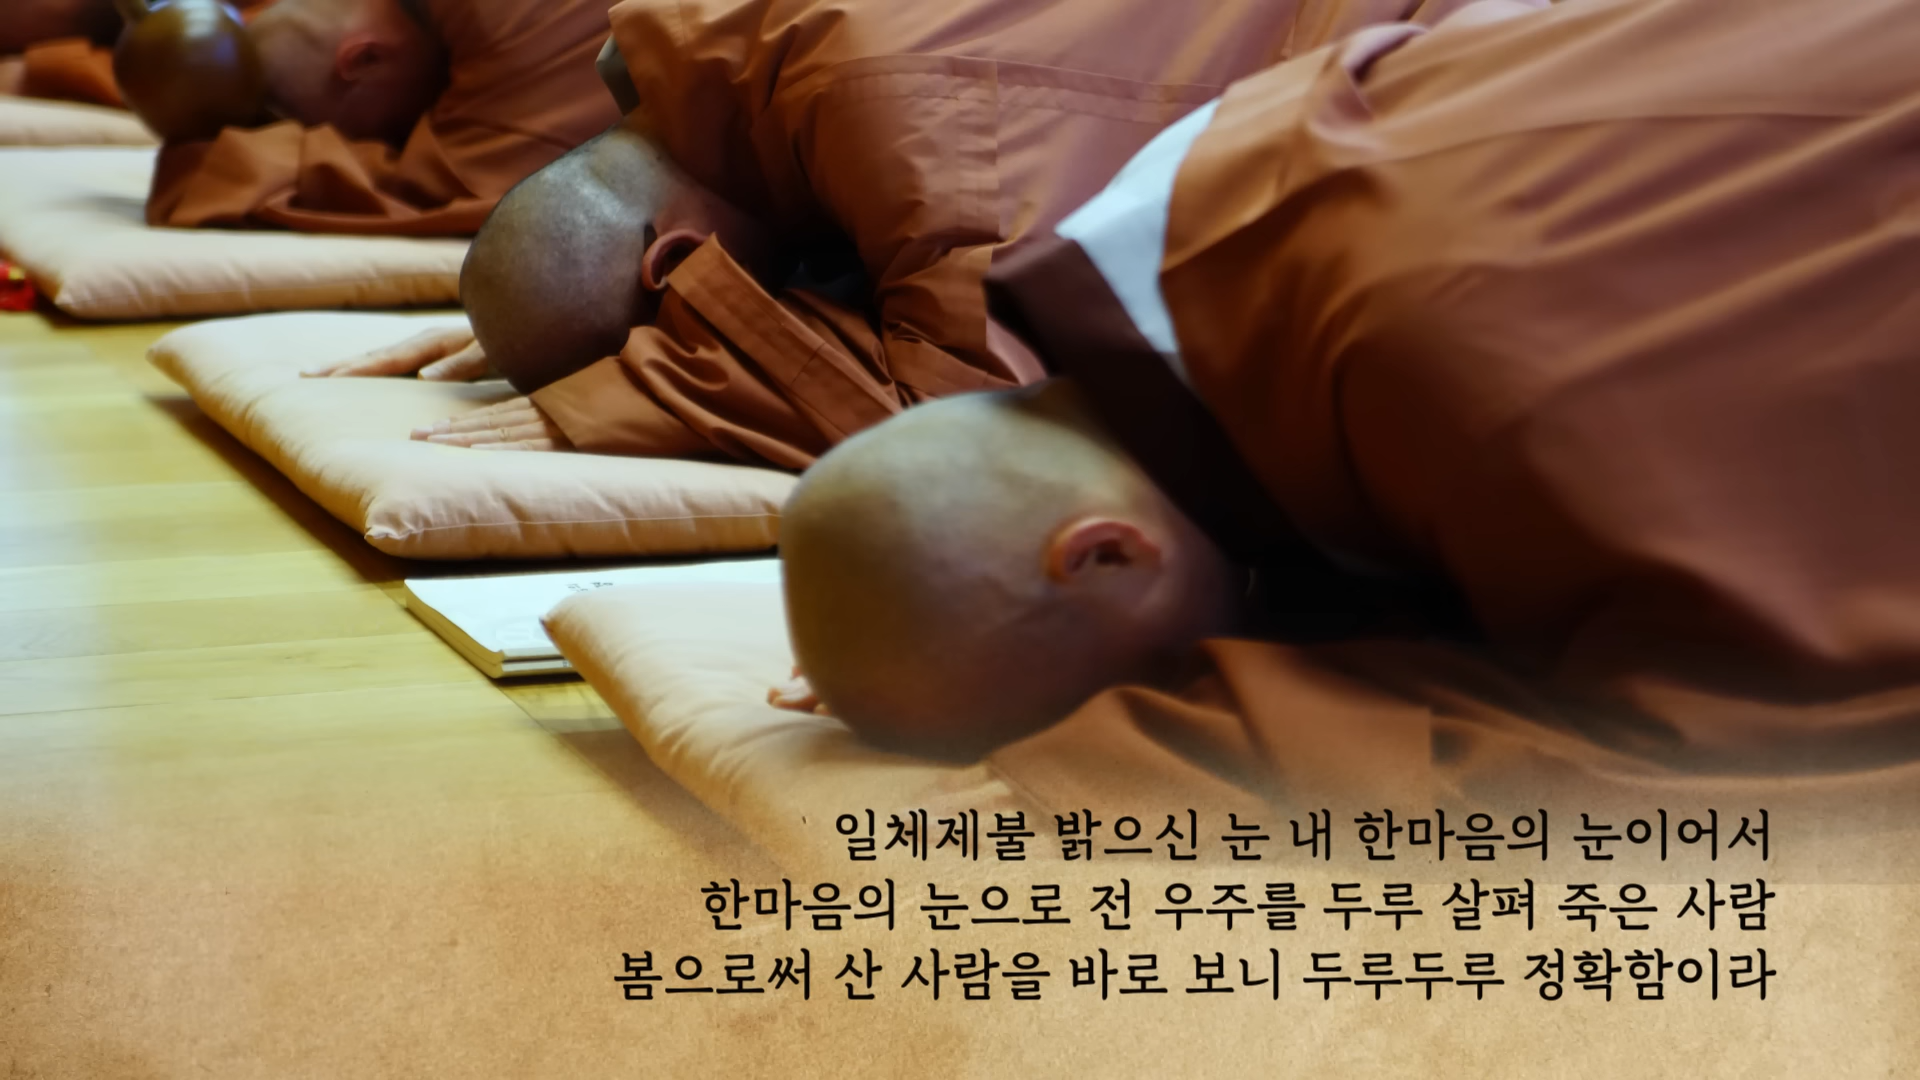 일체제불 밝으신 눈 내 한마음의 눈이어서
한마음의 눈으로 전 우주를 두루 살펴 죽은 사람
봄으로써 산 사람을 바로 보니 두루두루 정확함이라